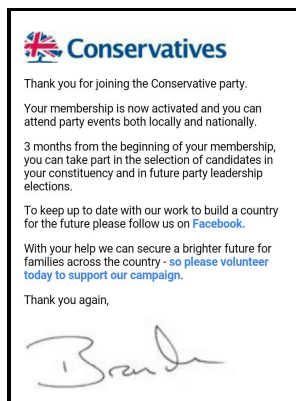 Conservatives
Thank you for joining the Conservative party.
Your membership is now activated and you can
attend party events both locally and nationally.
3 months from the beginning of your membership,
you can take part in the selection of candidates in
your constituency and in future party leadership
elections.
To keep up to date with our work to build a country
for the future please follow us on Facebook.
With your help we can secure a brighter future for
families across the country - so please volunteer
today to support our campaign.
Thank you again,